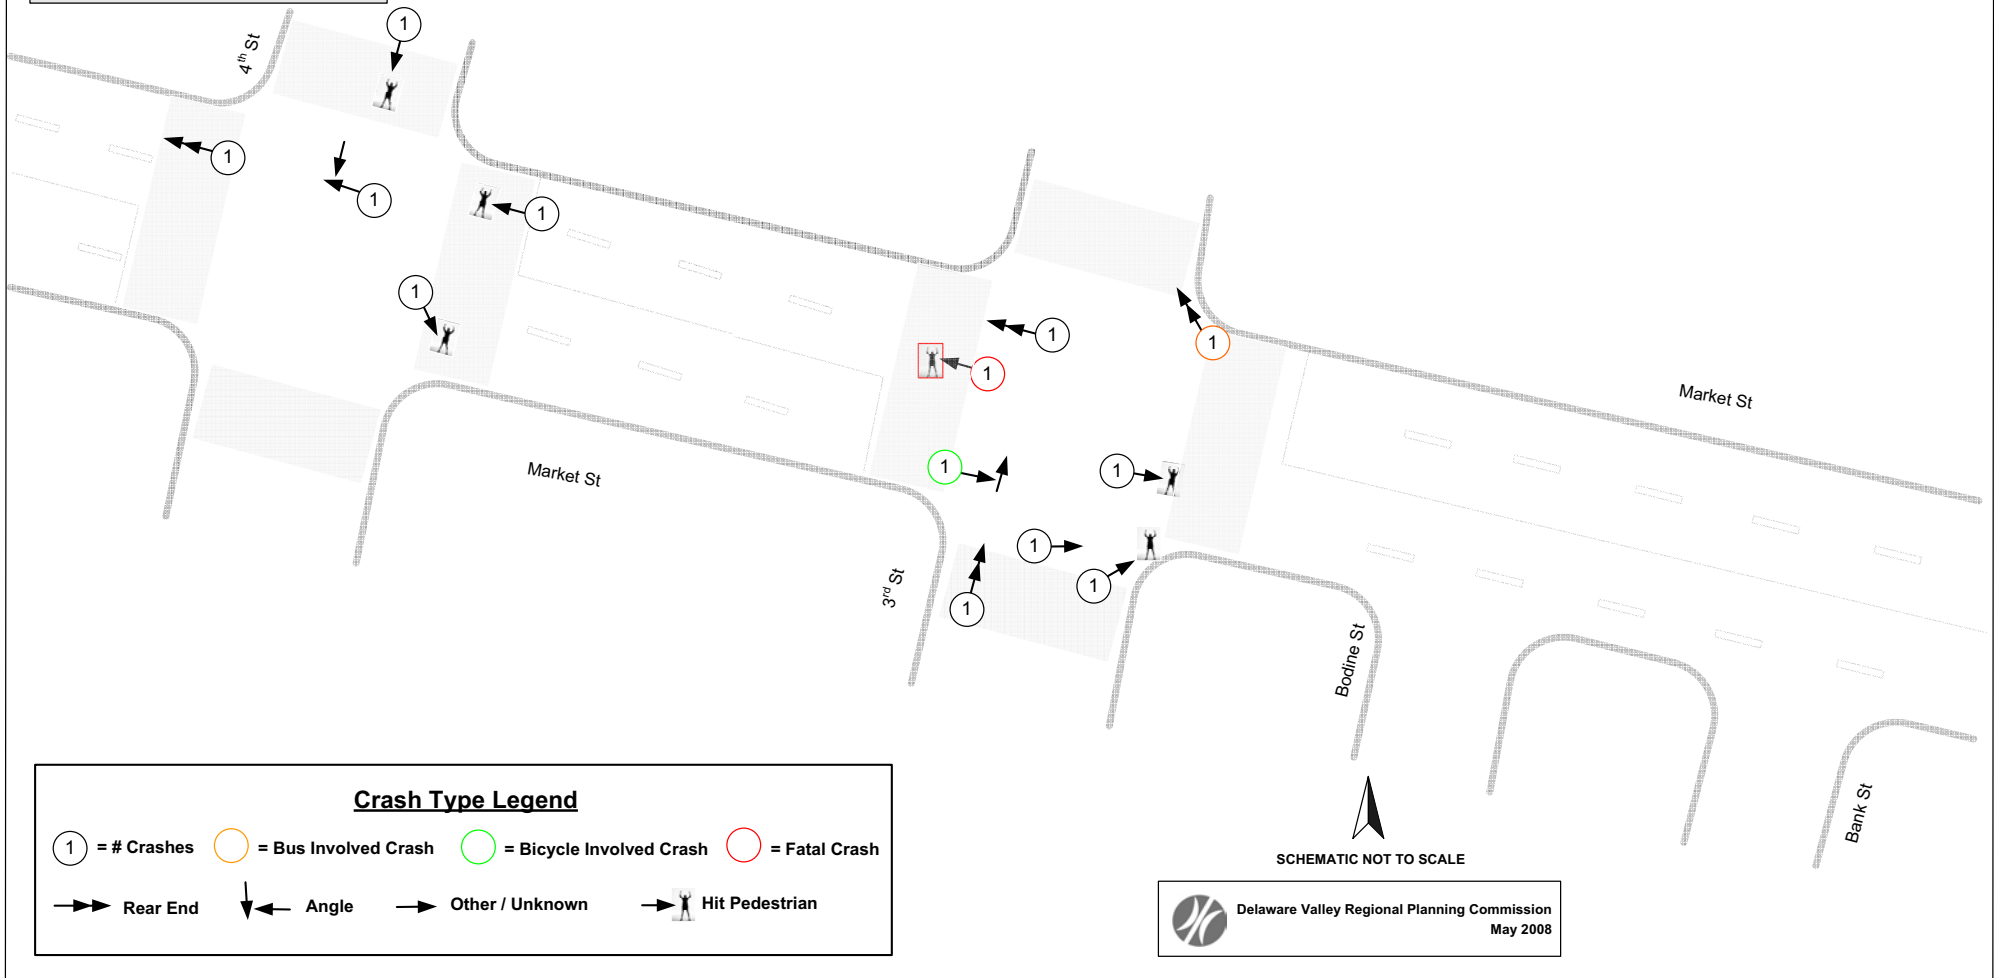 1
4th St
1
1
1
1
1
1
1
Market St
1
Market St
1
1
1
3rd St
1
1
Bodine St
Bank St
Crash Type Legend
1 = # Crashes = Bus Involved Crash = Bicycle Involved Crash = Fatal Crash
Rear End Angle Other / Unknown Hit Pedestrian
SCHEMATIC NOT TO SCALE
Delaware Valley Regional Planning Commission
May 2008